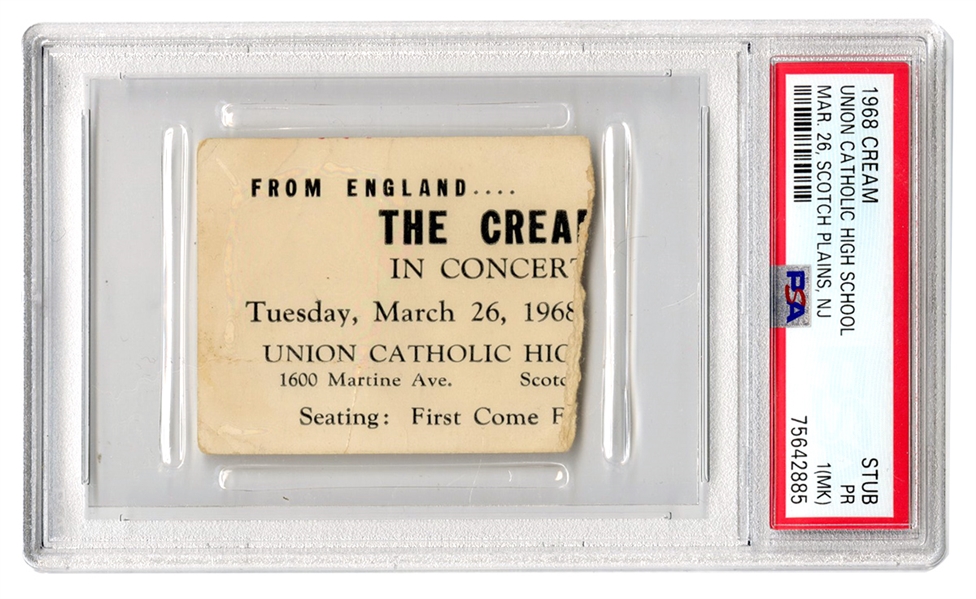 FROM ENGLAND....
THE CREA
IN CONCERT
Tuesday, March 26, 1968
UNION CATHOLIC HIG
1600 Martine Ave. Scotc
Seating: First Come F
1968 CREAM
UNION CATHOLIC HIGH SCHOOL
MAR. 26, SCOTCH PLAINS, NJ
PSA
STUB
PR
1(MK)
75642885